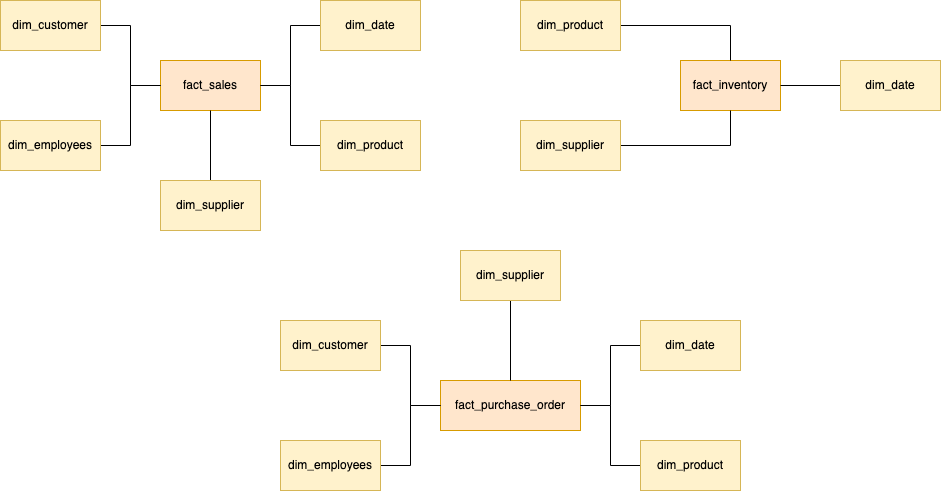 dim_customer
dim_date
fact_sales
dim_employees
dim_product
dim_supplier
dim_product
fact_inventory
dim_date
dim_supplier
dim_supplier
dim_customer
dim_date
fact_purchase_order
dim_employees
dim_product